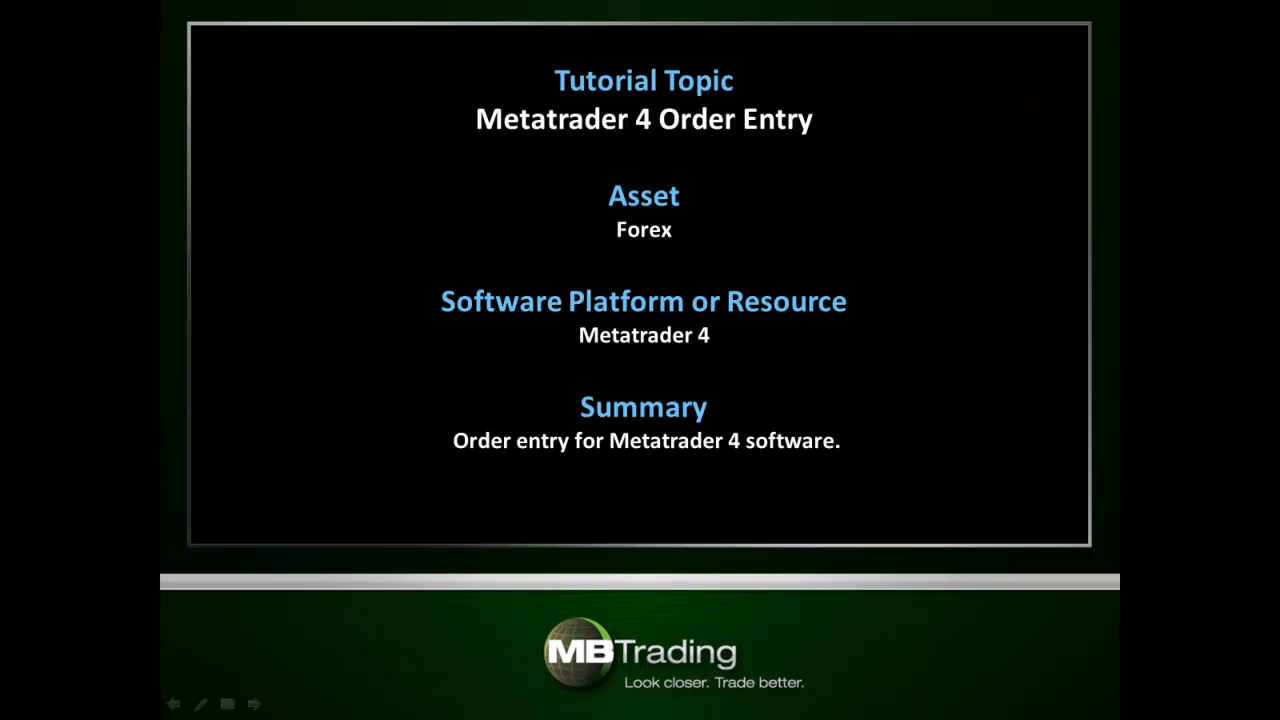 Tutorial Topic
Metatrader 4 Order Entry
Asset
Forex
Software Platform or Resource
Metatrader 4
Summary
Order entry for Metatrader 4 software.
MBTrading
Look closer. Trade better.